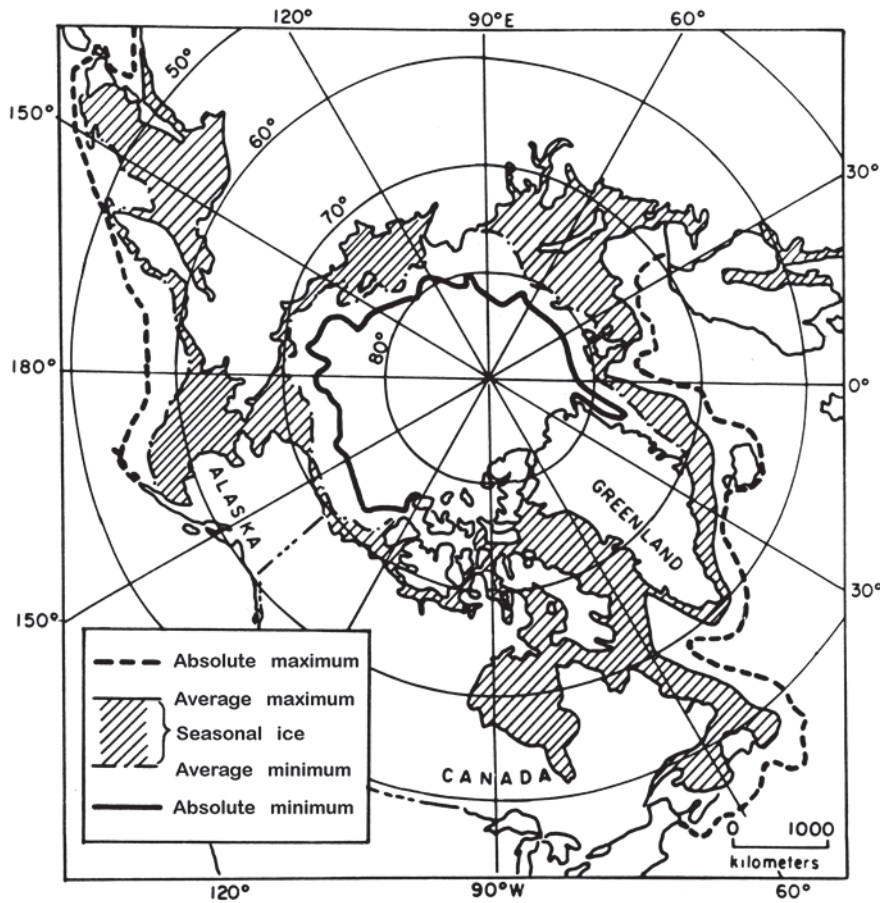 120°
90°E
60°
50°
150°
60°
30°
70°
80°
180°
0°
ALASKA
GREENLAND
30°
150°
Absolute maximum
Average maximum
Seasonal ice
Average minimum
Absolute minimum
CANADA
0 1000
kilometers
120°
90°W
60°